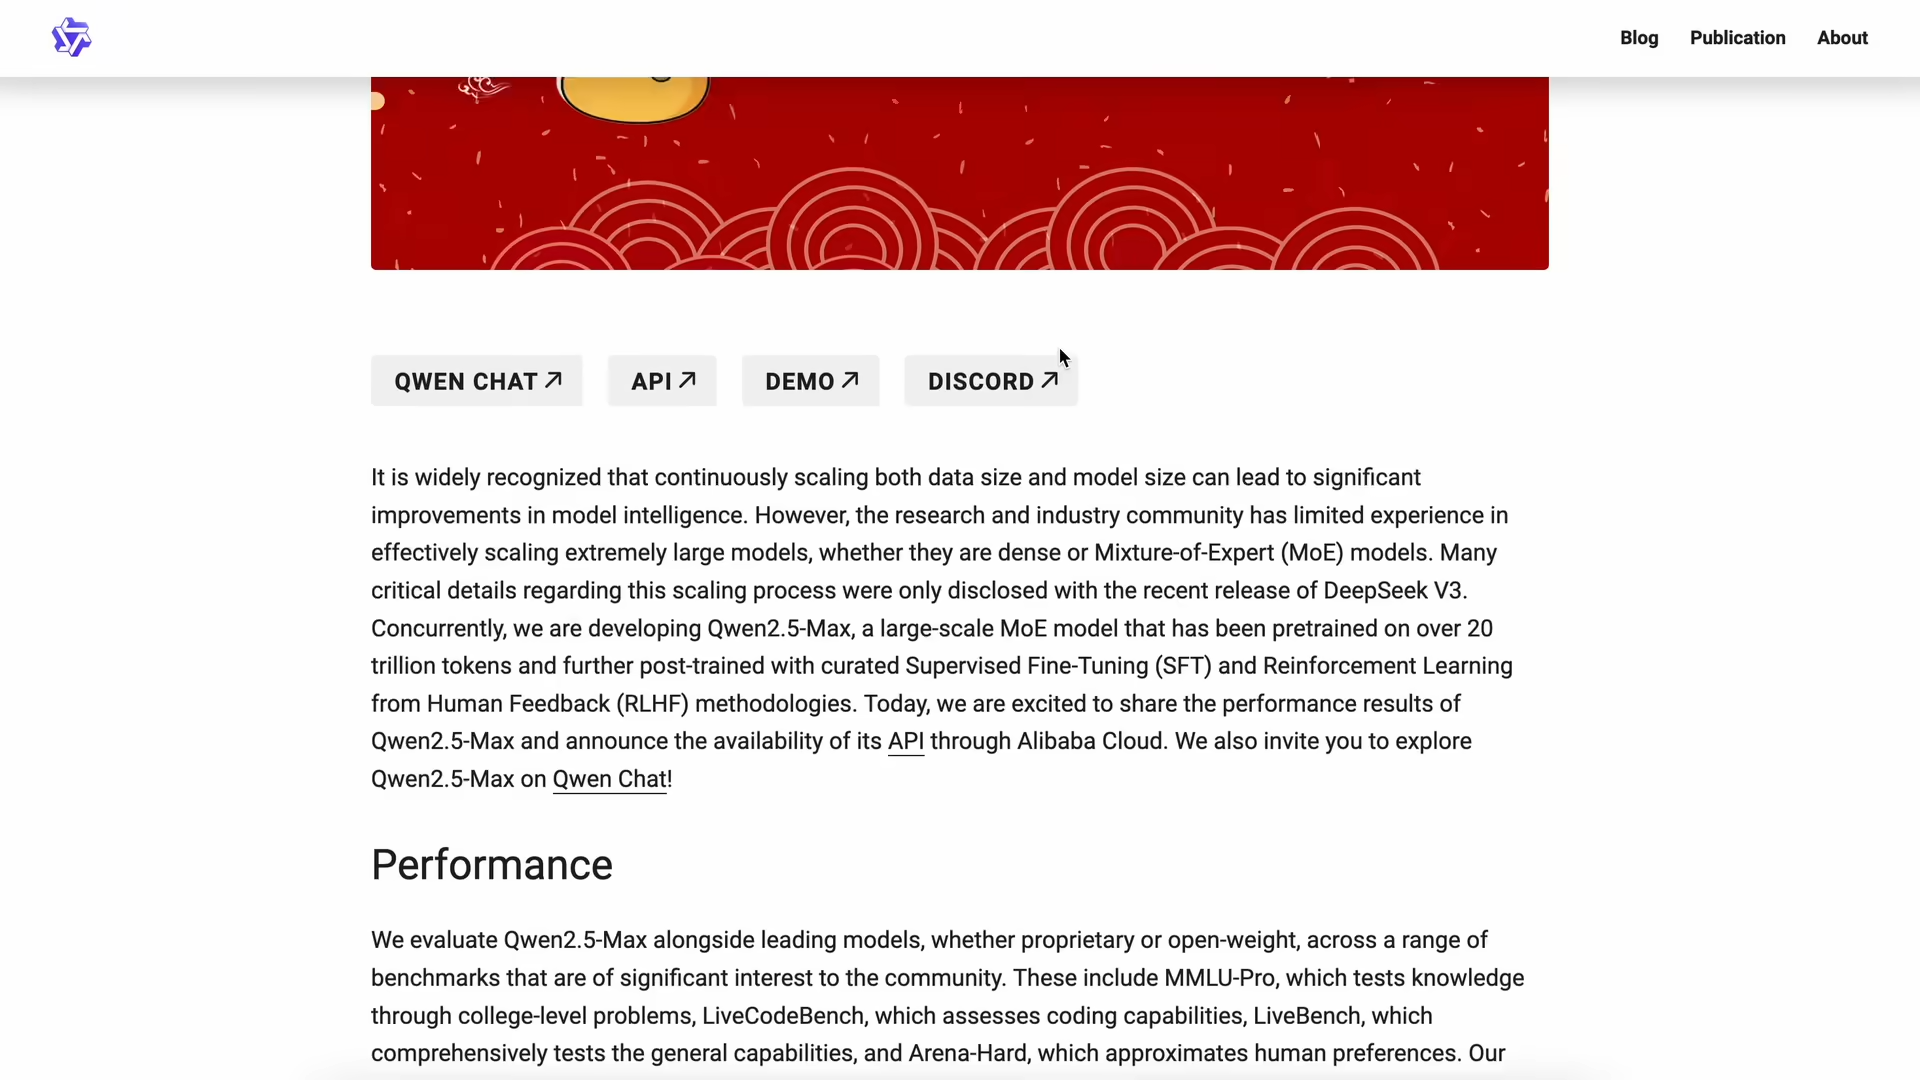 Blog Publication About
QWEN CHAT API DEMO DISCORD
It is widely recognized that continuously scaling both data size and model size can lead to significant
improvements in model intelligence. However, the research and industry community has limited experience in
effectively scaling extremely large models, whether they are dense or Mixture-of-Expert (MoE) models. Many
critical details regarding this scaling process were only disclosed with the recent release of DeepSeek V3.
Concurrently, we are developing Qwen2.5-Max, a large-scale MoE model that has been pretrained on over 20
trillion tokens and further post-trained with curated Supervised Fine-Tuning (SFT) and Reinforcement Learning
from Human Feedback (RLHF) methodologies. Today, we are excited to share the performance results of
Qwen2.5-Max and announce the availability of its API through Alibaba Cloud. We also invite you to explore
Qwen2.5-Max on Qwen Chat!
Performance
We evaluate Qwen2.5-Max alongside leading models, whether proprietary or open-weight, across a range of
benchmarks that are of significant interest to the community. These include MMLU-Pro, which tests knowledge
through college-level problems, LiveCodeBench, which assesses coding capabilities, LiveBench, which
comprehensively tests the general capabilities, and Arena-Hard, which approximates human preferences. Our